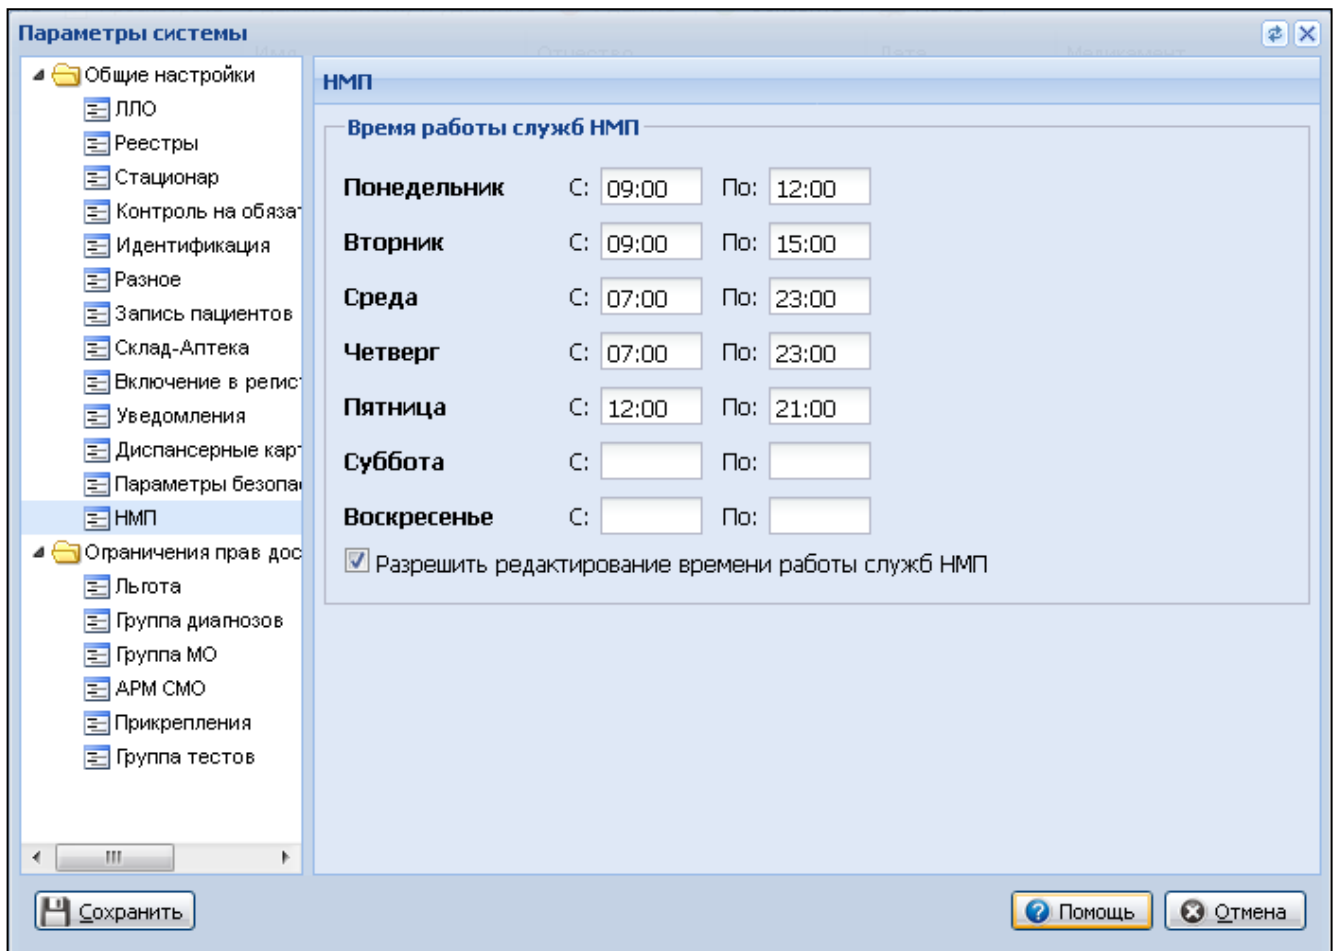 Параметры системы
Общие настройки
ЛЛО
Реестры
Стационар
Контроль на обязат
Идентификация
Разное
Запись пациентов
Склад-Аптека
Включение в регист
Уведомления
Диспансерные карт
Параметры безопа
НМП
Ограничения прав дос
Льгота
Группа диагнозов
Группа МО
АРМ СМО
Прикрепления
Группа тестов
НМП
Время работы служб НМП
Понедельник С: 09:00 По: 12:00
Вторник С: 09:00 По: 15:00
Среда С: 07:00 По: 23:00
Четверг С: 07:00 По: 23:00
Пятница С: 12:00 По: 21:00
Суббота С: По:
Воскресенье С: По:
Разрешить редактирование времени работы служб НМП
Сохранить
Помощь
Отмена